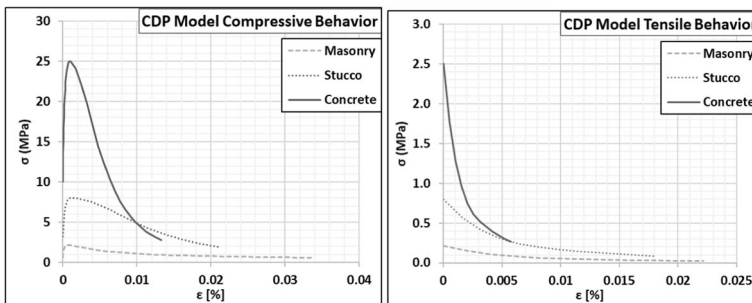 CDP Model Compressive Behavior
Masonry
Stucco
Concrete
30
25
20
15
10
5
0
σ (MPa)
0
0.01
0.02
0.03
0.04
ε [%]
CDP Model Tensile Behavior
Masonry
Stucco
Concrete
3.0
2.5
2.0
1.5
1.0
0.5
0.0
σ (MPa)
0
0.005
0.01
0.015
0.02
0.025
ε [%]